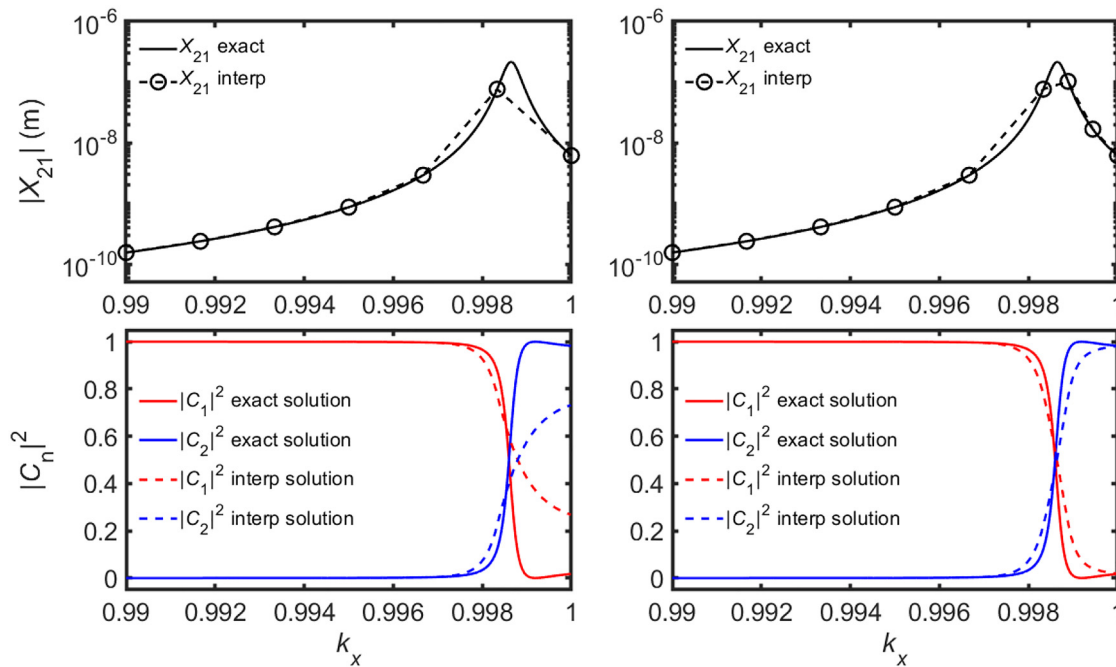 10⁻⁶
10⁻⁸
10⁻¹⁰
|X₂₁| (m)
X₂₁ exact
X₂₁ interp
0.99 0.992 0.994 0.996 0.998 1
10⁻⁶
10⁻⁸
10⁻¹⁰
X₂₁ exact
X₂₁ interp
0.99 0.992 0.994 0.996 0.998 1
1
0.8
0.6
0.4
0.2
0
|Cₙ|²
|C₁|² exact solution
|C₂|² exact solution
|C₁|² interp solution
|C₂|² interp solution
0.99 0.992 0.994 0.996 0.998 1
kₓ
1
0.8
0.6
0.4
0.2
0
|C₁|² exact solution
|C₂|² exact solution
|C₁|² interp solution
|C₂|² interp solution
0.99 0.992 0.994 0.996 0.998 1
kₓ